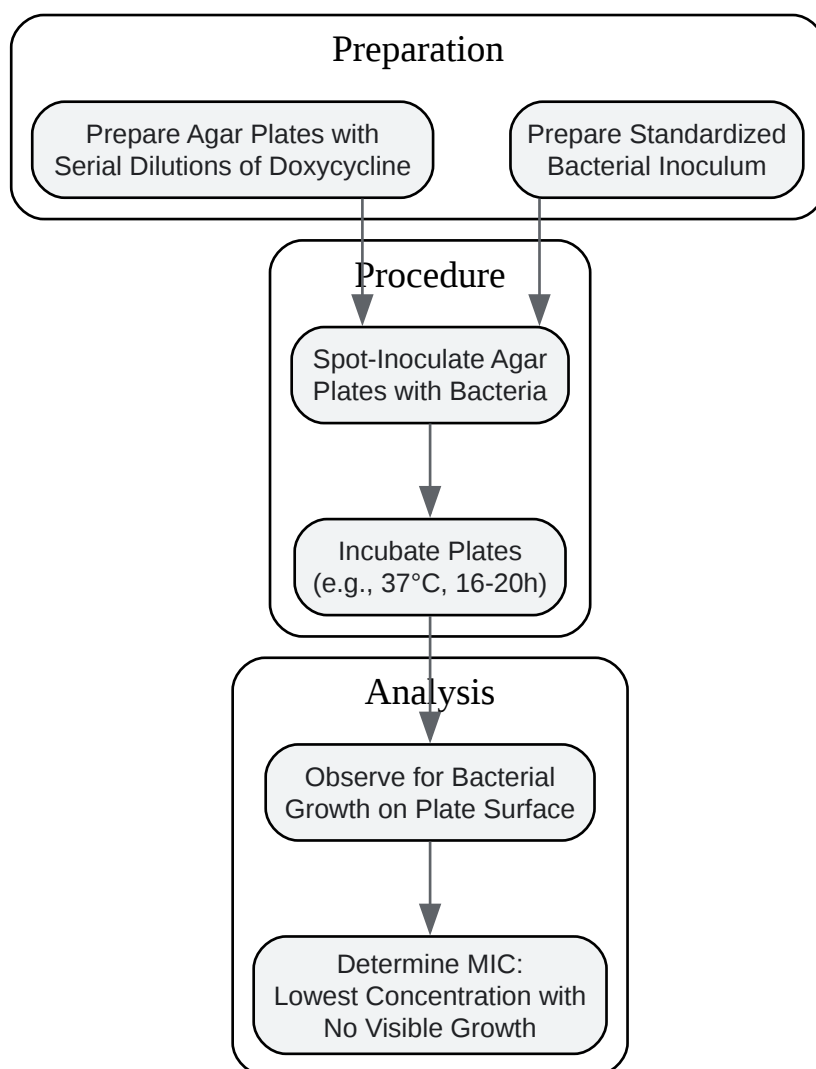 Preparation
Prepare Agar Plates with
Serial Dilutions of Doxycycline
Prepare Standardized
Bacterial Inoculum
Procedure
Spot-Inoculate Agar
Plates with Bacteria
Incubate Plates
(e.g., 37°C, 16-20h)
Analysis
Observe for Bacterial
Growth on Plate Surface
Determine MIC:
Lowest Concentration with
No Visible Growth